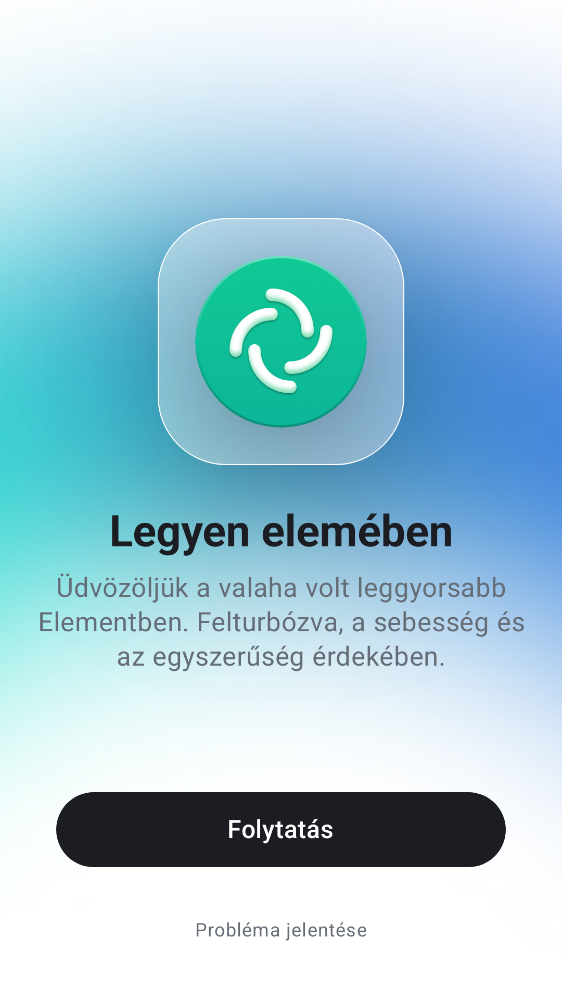 Legyen elemében
Üdvözöljük a valaha volt leggyorsabb
Elementben. Felturbózva, a sebesség és
az egyszerűség érdekében.
Folytatás
Probléma jelentése